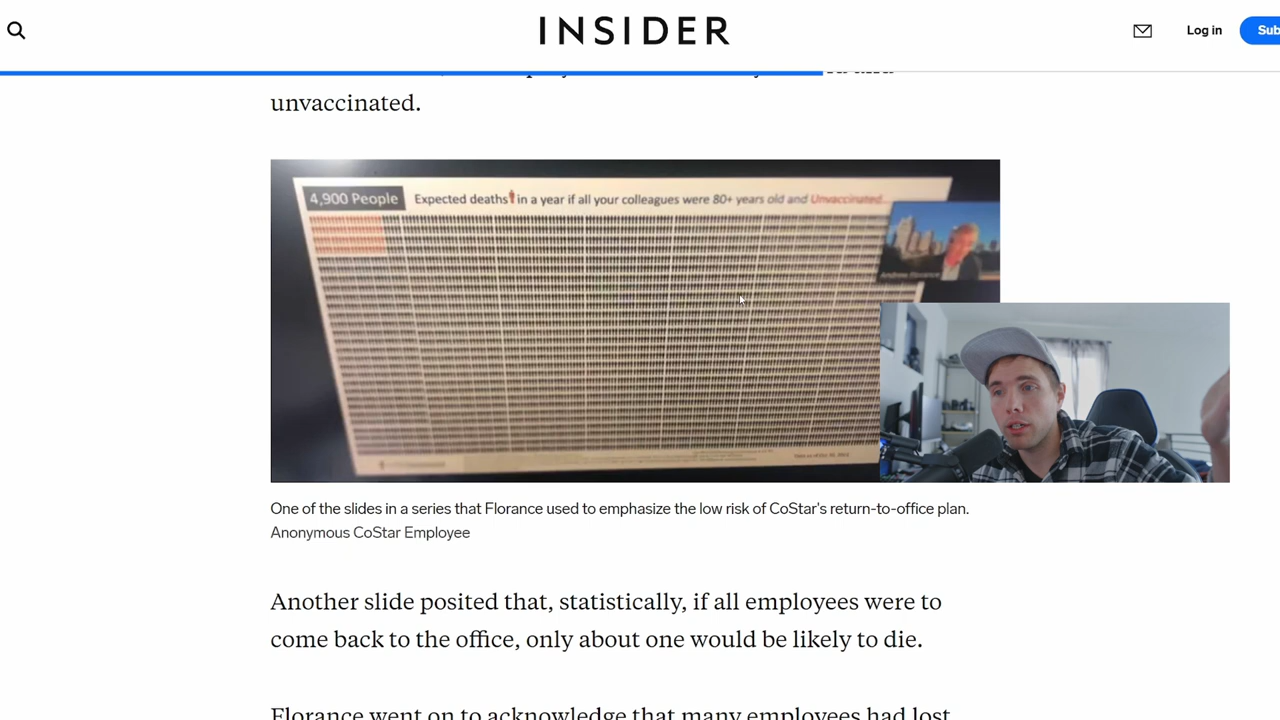 INSIDER
Log in
unvaccinated.
4,900 People
Expected deaths in a year if all your colleagues were 80+ years old and Unvaccinated
Andrew Florance
One of the slides in a series that Florance used to emphasize the low risk of CoStar's return-to-office plan.
Anonymous CoStar Employee
Another slide posited that, statistically, if all employees were to
come back to the office, only about one would be likely to die.
Florance went on to acknowledge that many employees had lost